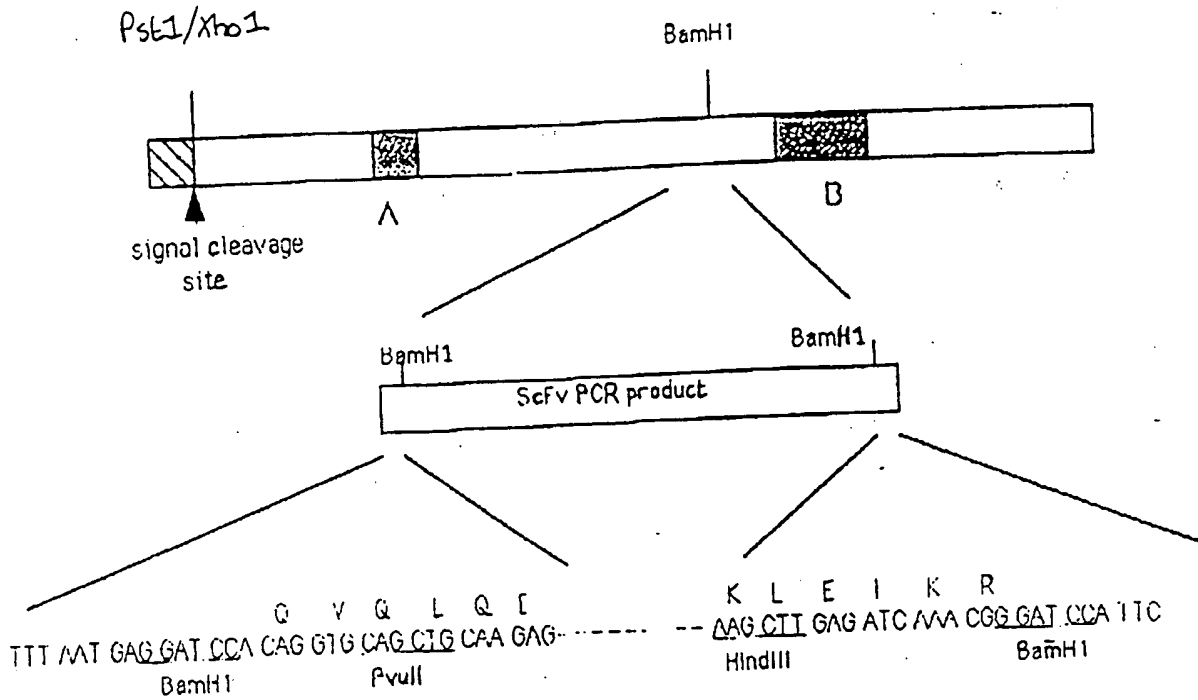 Pst1/Xho1
BamH1
A
B
signal cleavage
site
BamH1
BamH1
ScFv PCR product
Q V Q L Q E
K L E I K R
TTT AAT GAG GAT CCA CAG GTG CAG CTG CAA GAG------ --AAG CTT GAG ATC AAA CGG GAT CCA TTC
BamH1
PvuII
HindIII
BamH1